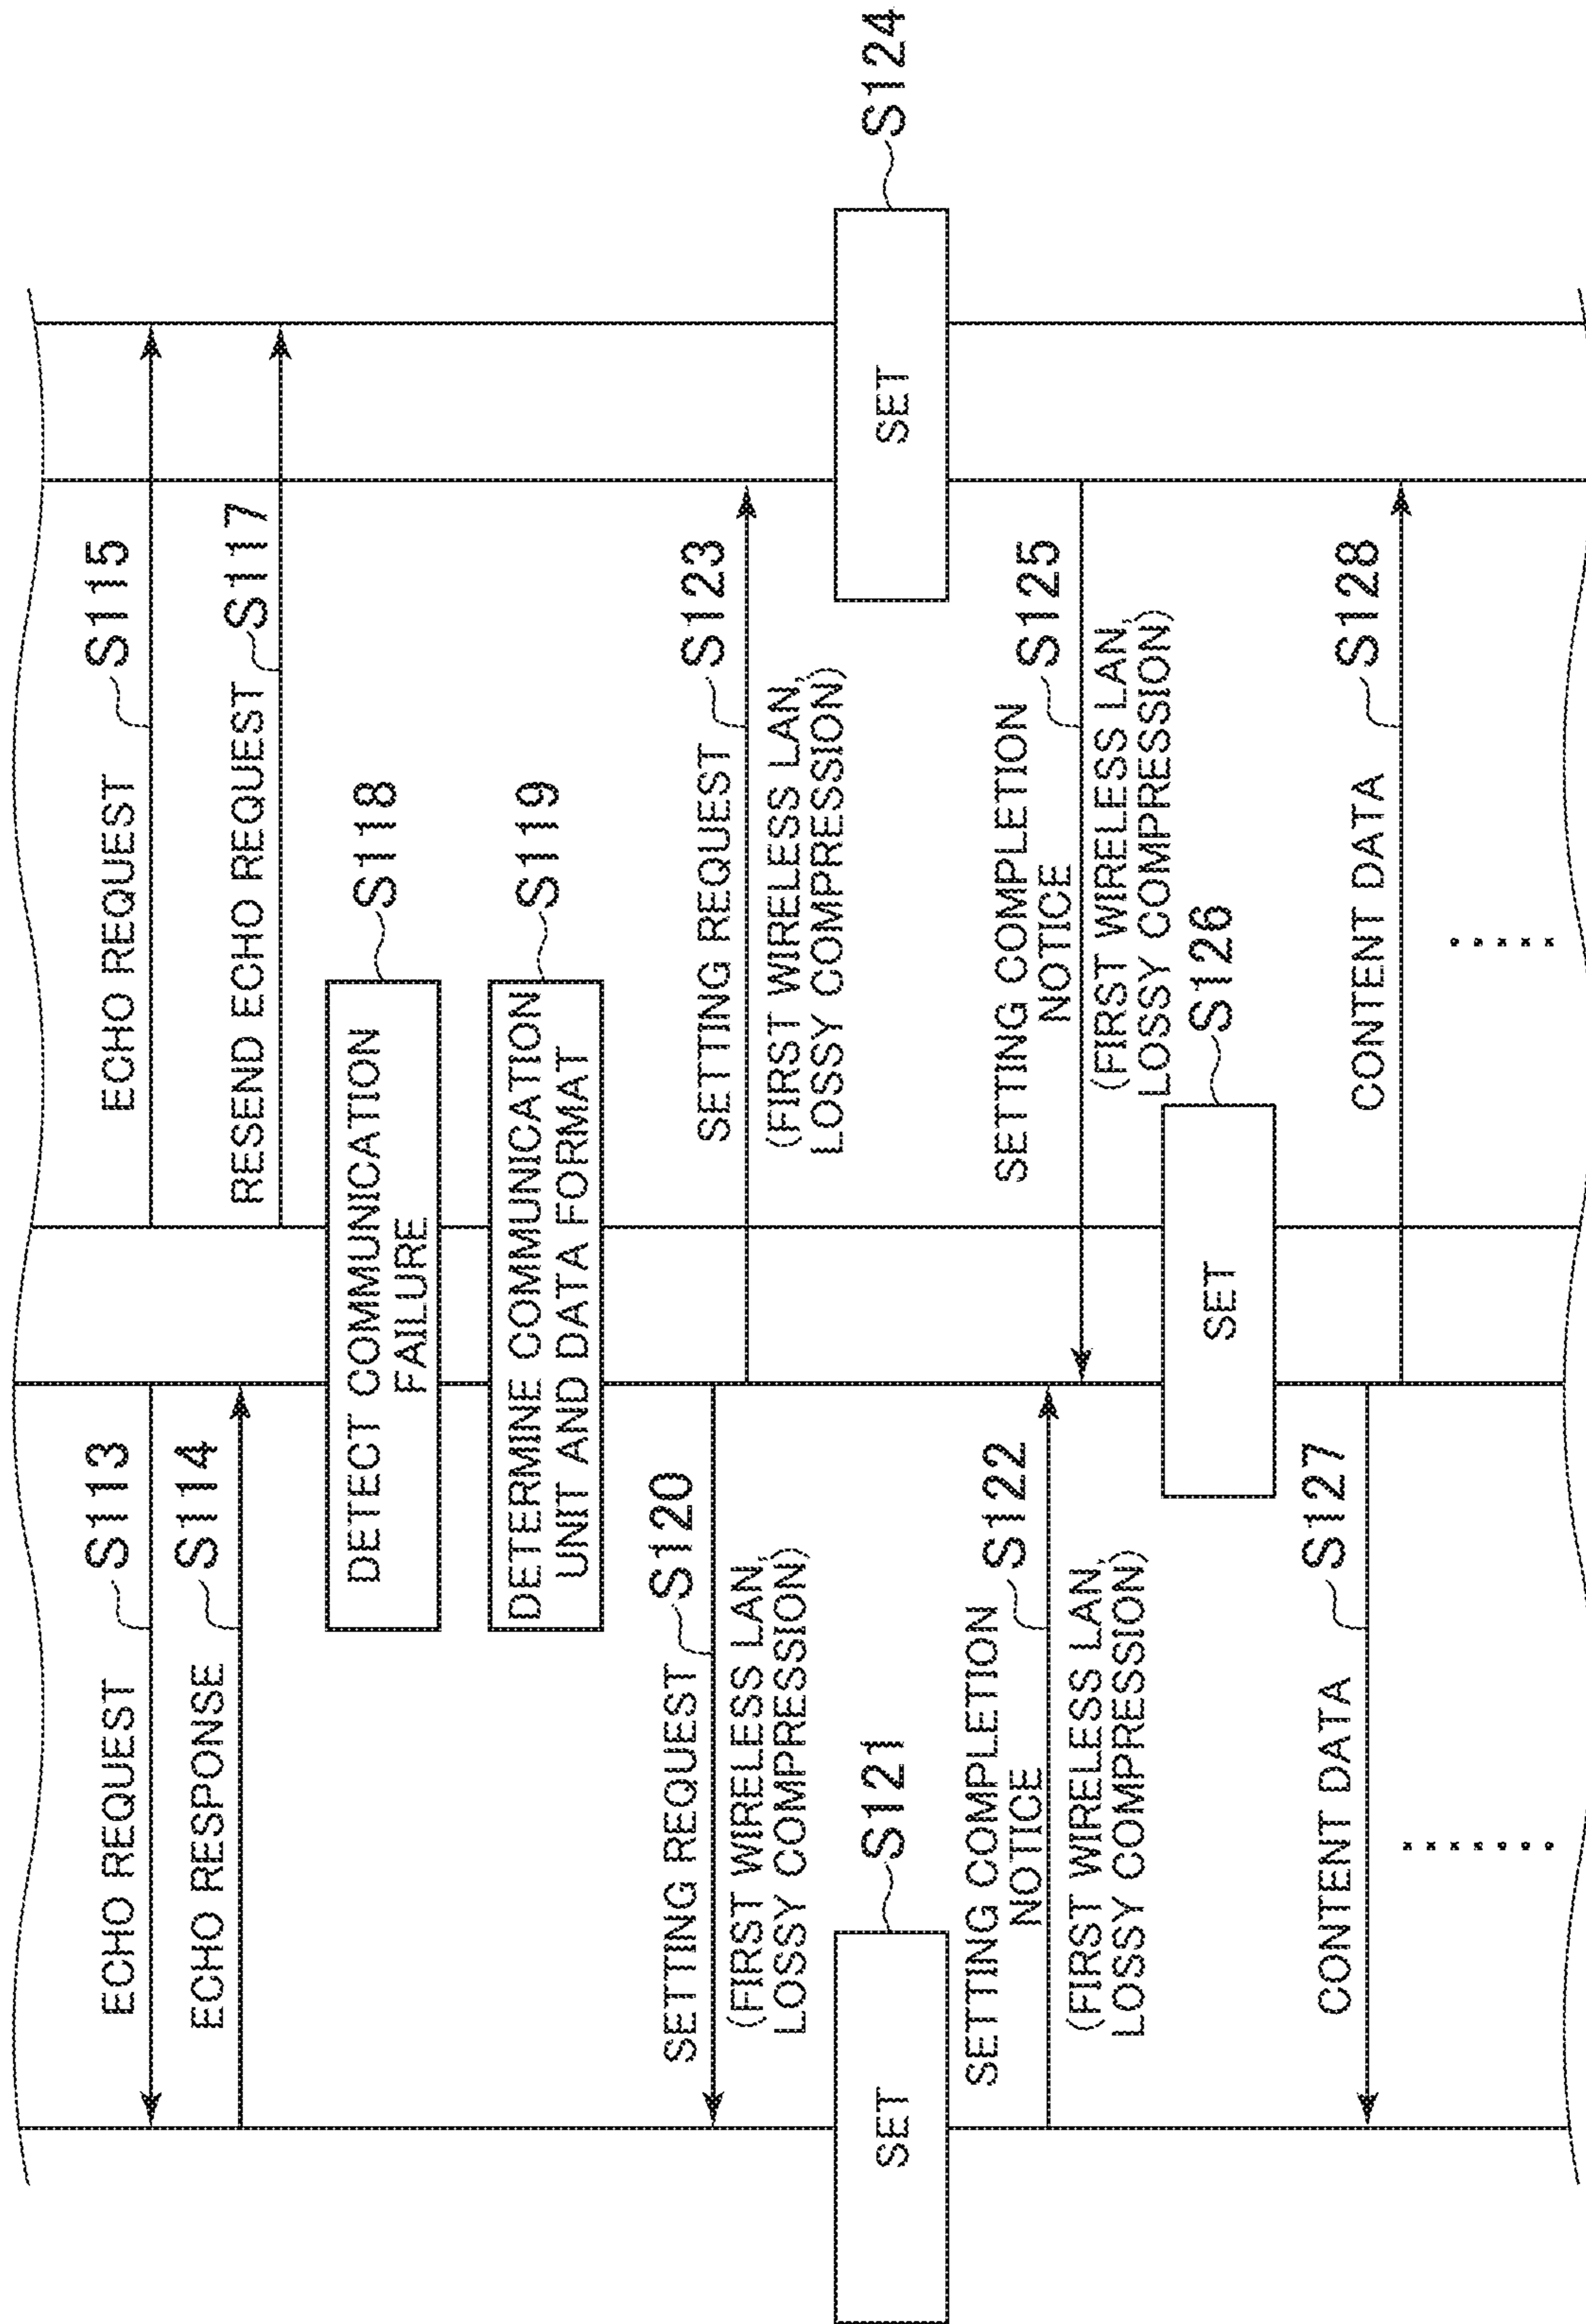 ECHO REQUEST
S113
ECHO REQUEST
S115
ECHO RESPONSE
S114
RESEND ECHO REQUEST
S117
DETECT COMMUNICATION
FAILURE
S118
DETERMINE COMMUNICATION
UNIT AND DATA FORMAT
S119
SETTING REQUEST
S120
(FIRST WIRELESS LAN,
LOSSY COMPRESSION)
SETTING REQUEST
S123
(FIRST WIRELESS LAN,
LOSSY COMPRESSION)
SET
S121
SET
S124
SETTING COMPLETION
NOTICE
S122
(FIRST WIRELESS LAN,
LOSSY COMPRESSION)
SETTING COMPLETION
NOTICE
S125
(FIRST WIRELESS LAN,
LOSSY COMPRESSION)
SET
S126
CONTENT DATA
S127
CONTENT DATA
S128